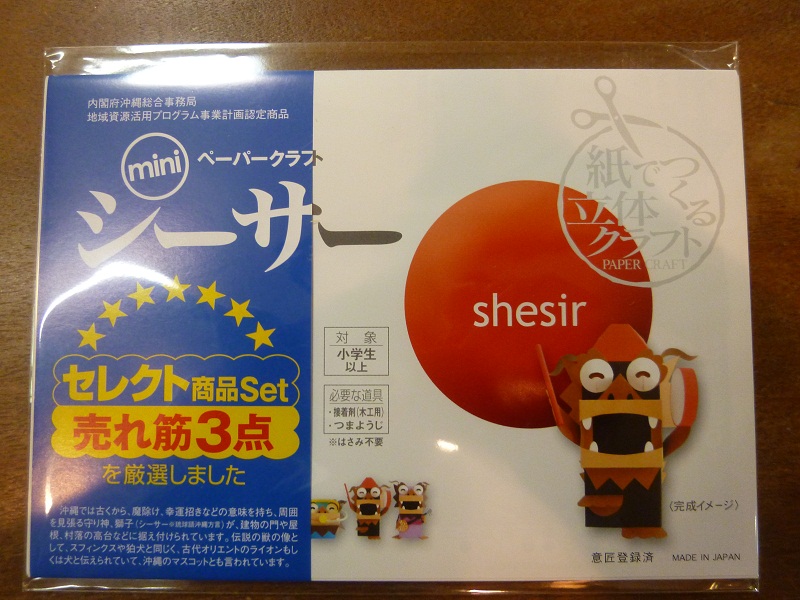 内閣府沖縄総合事務局
地域資源活用プログラム事業計画認定商品
mini ペーパークラフト
シーサー
紙でつくる
立体
クラフト
PAPER CRAFT
shesir
対象
小学生
以上
必要な道具
・接着剤(木工用)
・つまようじ
※はさみ不要
セレクト商品Set
売れ筋3点
を厳選しました
沖縄では古くから、魔除け、幸運招きなどの意味を持ち、周囲
を見張る守り神、獅子(シーサー※琉球語沖縄方言)が、建物の門や屋
根、村落の高台などに据え付けられています。伝説の獣の像と
して、スフィンクスや狛犬と同じく、古代オリエントのライオンもし
くは犬と伝えられていて、沖縄のマスコットとも言われています。
(完成イメージ)
意匠登録済 MADE IN JAPAN